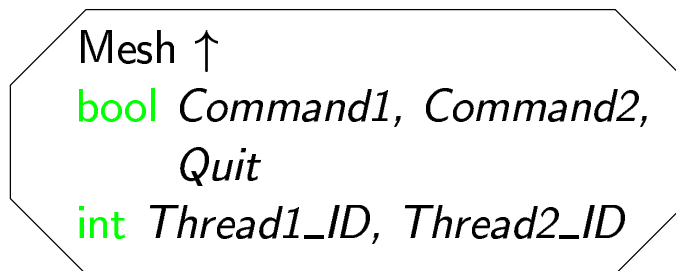 Mesh ↑
bool Command1, Command2,
Quit
int Thread1_ID, Thread2_ID